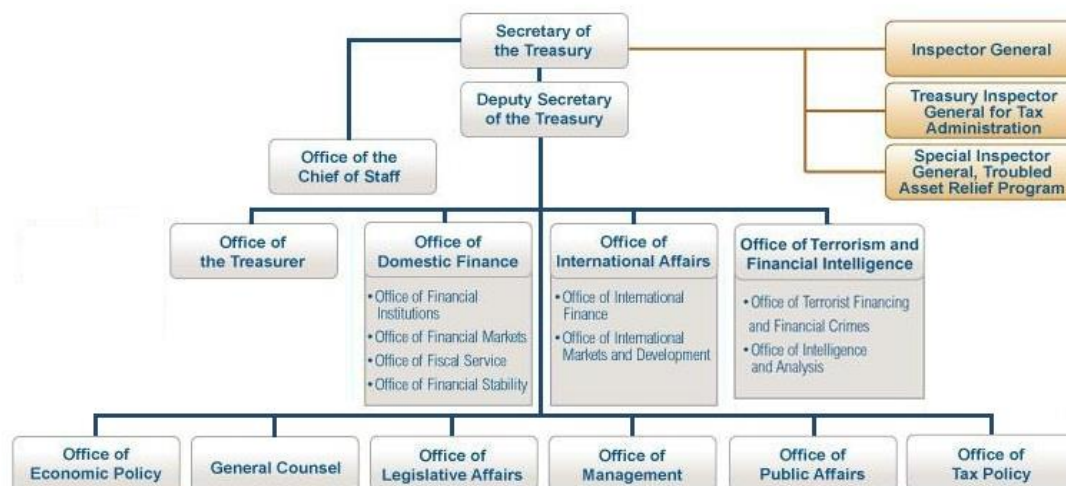 Secretary of
the Treasury
Inspector General
Deputy Secretary
of the Treasury
Treasury Inspector
General for Tax
Administration
Office of the
Chief of Staff
Special Inspector
General, Troubled
Asset Relief Program
Office of
the Treasurer
Office of
Domestic Finance
• Office of Financial
Institutions
• Office of Financial Markets
• Office of Fiscal Service
• Office of Financial Stability
Office of
International Affairs
• Office of International
Finance
• Office of International
Markets and Development
Office of Terrorism and
Financial Intelligence
• Office of Terrorist Financing
and Financial Crimes
• Office of Intelligence
and Analysis
Office of
Economic Policy
General Counsel
Office of
Legislative Affairs
Office of
Management
Office of
Public Affairs
Office of
Tax Policy